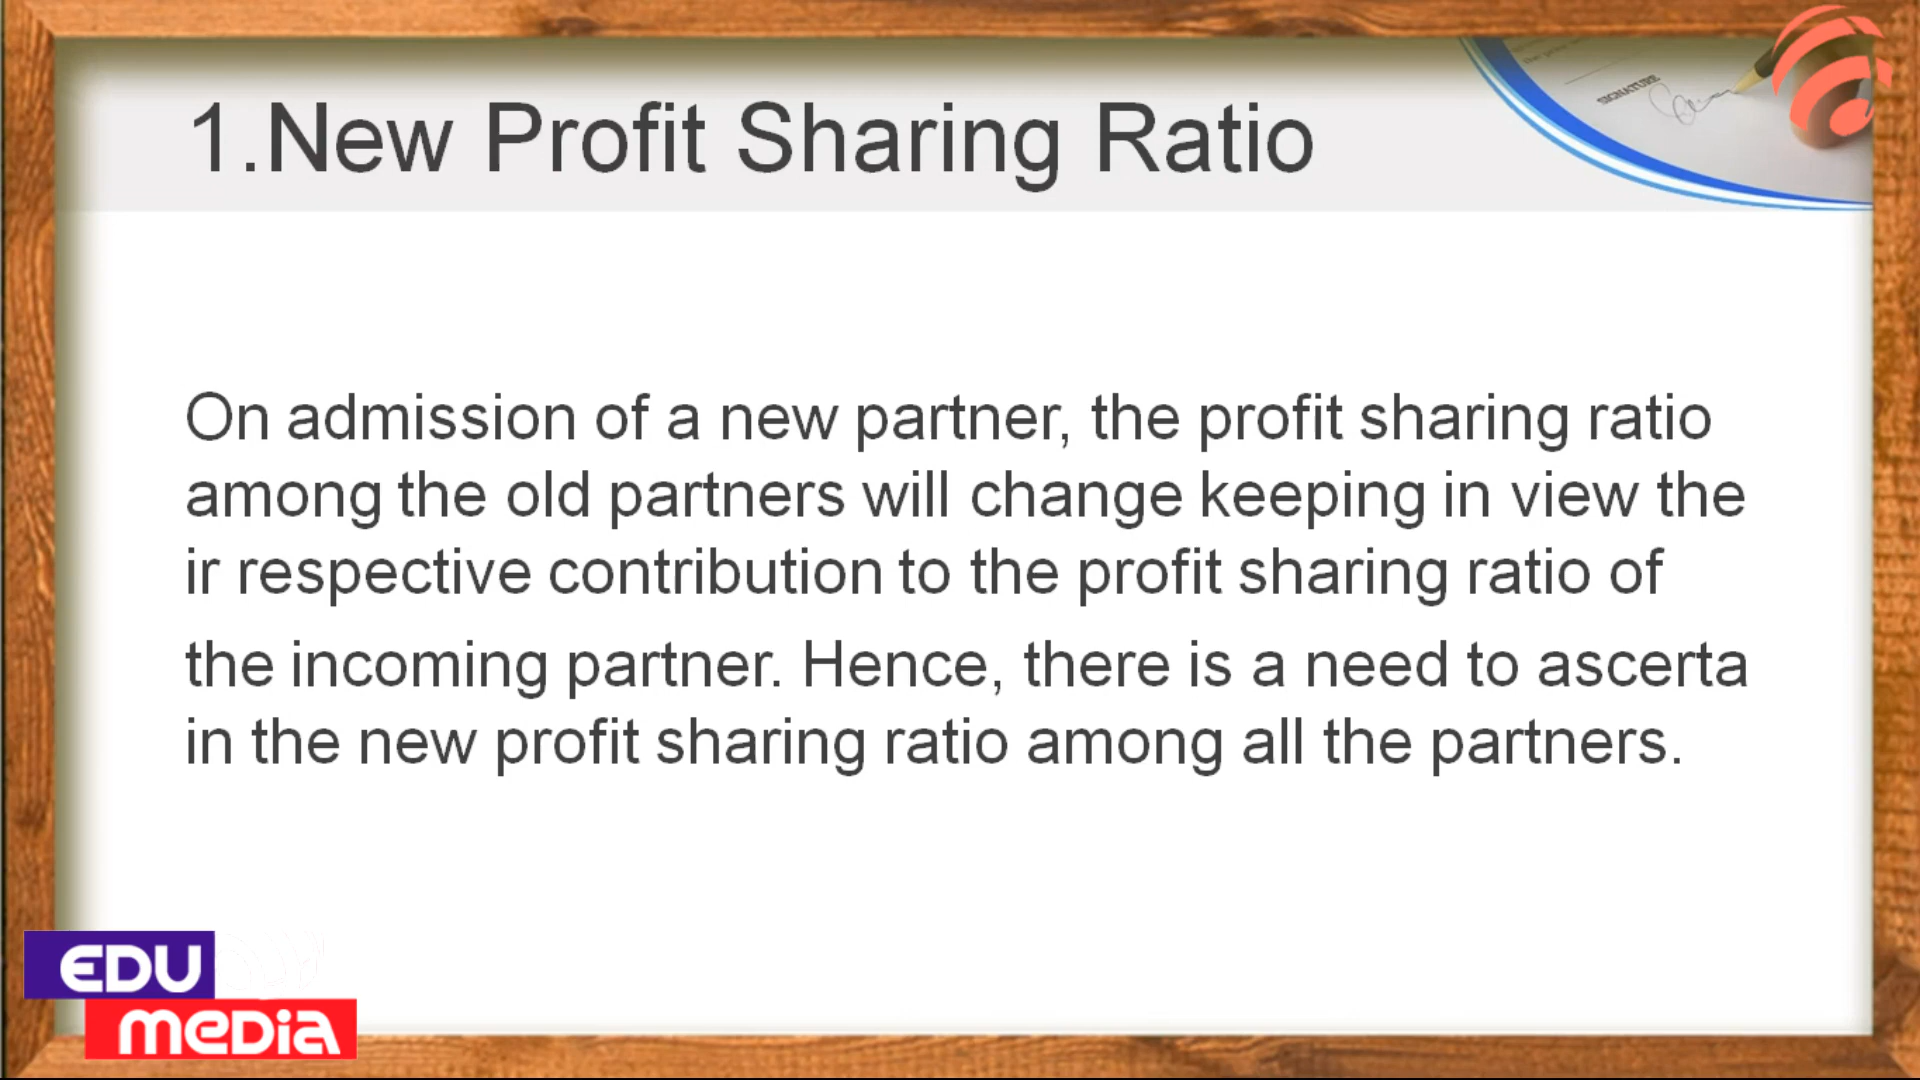 SIGNATURE
1.New Profit Sharing Ratio
On admission of a new partner, the profit sharing ratio
among the old partners will change keeping in view the
ir respective contribution to the profit sharing ratio of
the incoming partner. Hence, there is a need to ascerta
in the new profit sharing ratio among all the partners.
EDU
meDia